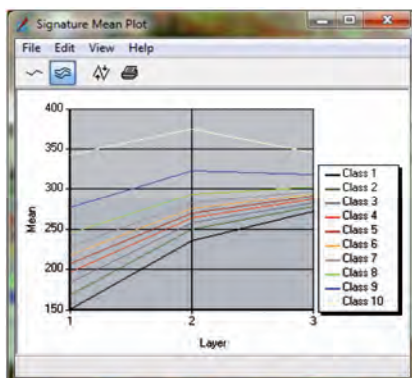 Signature Mean Plot
File Edit View Help
400
350
300
250
200
150
Mean
1 2 3
Layer
Class 1
Class 2
Class 3
Class 4
Class 5
Class 6
Class 7
Class 8
Class 9
Class 10